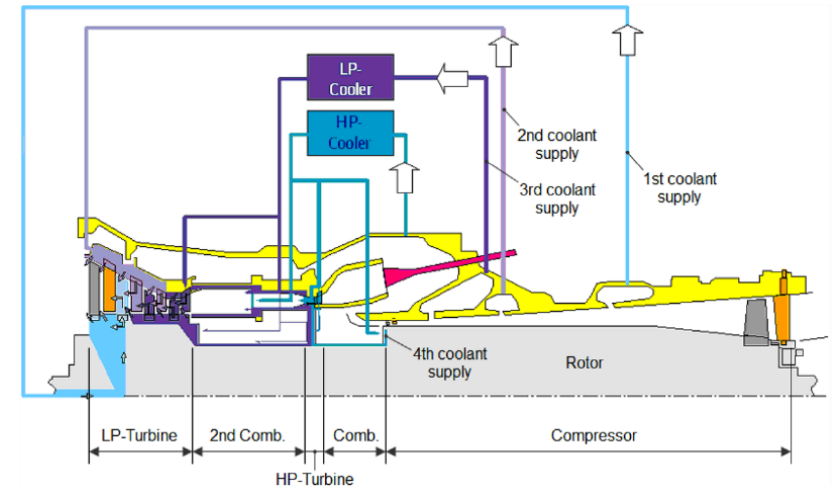 LP-
Cooler
HP-
Cooler
2nd coolant
supply
3rd coolant
supply
1st coolant
supply
4th coolant
supply
Rotor
LP-Turbine
2nd Comb.
Comb.
Compressor
HP-Turbine